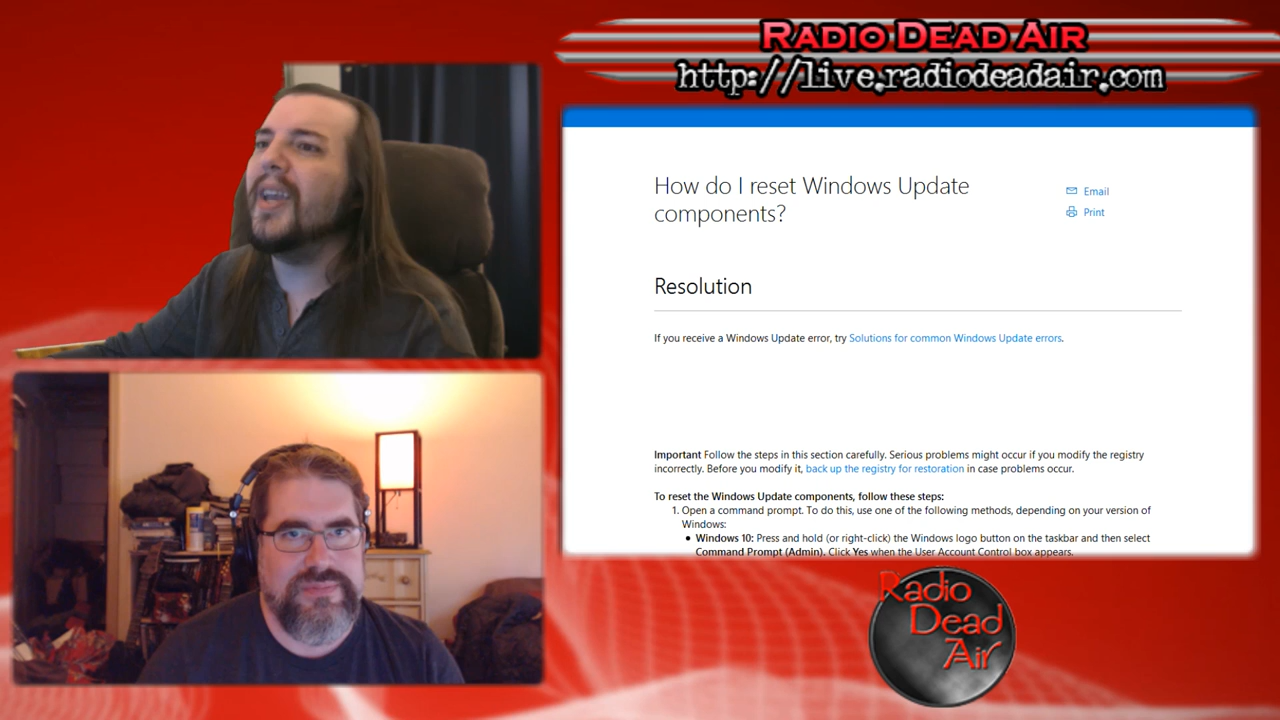 RADIO DEAD AIR
http://live.radiodeadair.com
How do I reset Windows Update
components?
Email
Print
Resolution
If you receive a Windows Update error, try Solutions for common Windows Update errors.
Important Follow the steps in this section carefully. Serious problems might occur if you modify the registry
incorrectly. Before you modify it, back up the registry for restoration in case problems occur.
To reset the Windows Update components, follow these steps:
1. Open a command prompt. To do this, use one of the following methods, depending on your version of
Windows:
• Windows 10: Press and hold (or right-click) the Windows logo button on the taskbar and then select
Command Prompt (Admin). Click Yes when the User Account Control box appears.
Radio
Dead
Air